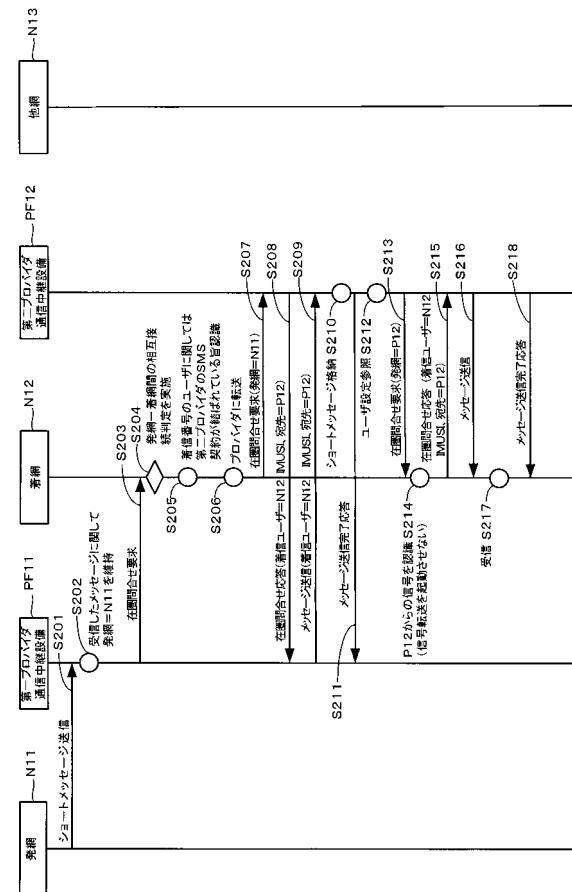 発網
N11
第一プロバイダ
通信中継設備
PF11
着網
N12
第二プロバイダ
通信中継設備
PF12
他網
N13
ショートメッセージ送信
S201
S202
受信したメッセージに関して
発網=N11を維持
在圏問合せ要求
S203
S204
発網ー着網間の相互接
続判定を実施
S205
着信番号のユーザに関しては
第二プロバイダのSMS
契約が結ばれている旨認識
S206
プロバイダに転送
在圏問合せ要求(発網=N11)
S207
在圏問合せ応答(着信ユーザ=N12 IMUSI、宛先=P12)
S208
メッセージ送信(着信ユーザ=N12 IMUSI、宛先=P12)
S209
ショートメッセージ格納 S210
メッセージ送信完了応答
S211
ユーザ設定参照 S212
在圏問合せ要求(発網=P12)
S213
P12からの信号を認識 S214
(信号転送を起動させない)
在圏問合せ応答 (着信ユーザー=N12
IMUSI、宛先=P12)
S215
メッセージ送信
S216
受信 S217
メッセージ送信完了応答
S218